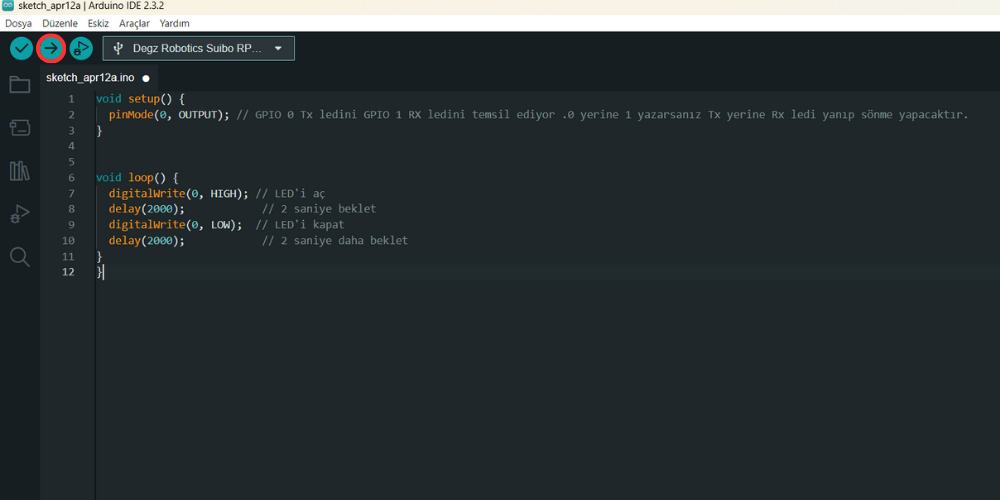 sketch_apr12a | Arduino IDE 2.3.2
Dosya Düzenle Eskiz Araçlar Yardım
Degz Robotics Suibo RP...
sketch_apr12a.ino
1 void setup() {
2 pinMode(0, OUTPUT); // GPIO 0 Tx ledini GPIO 1 RX ledini temsil ediyor .0 yerine 1 yazarsanız Tx yerine Rx ledi yanıp sönme yapacaktır.
3 }
4
5
6 void loop() {
7 digitalWrite(0, HIGH); // LED'i aç
8 delay(2000); // 2 saniye beklet
9 digitalWrite(0, LOW); // LED'i kapat
10 delay(2000); // 2 saniye daha beklet
11 }
12 }